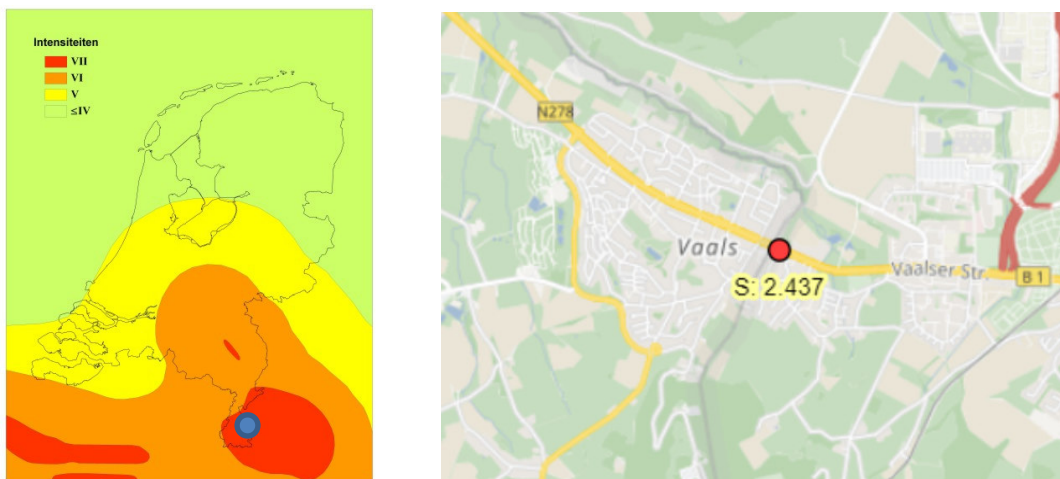 Intensiteiten
VII
VI
V
≤IV
N278
Vaals
S: 2.437
Vaalser Str.
B 1